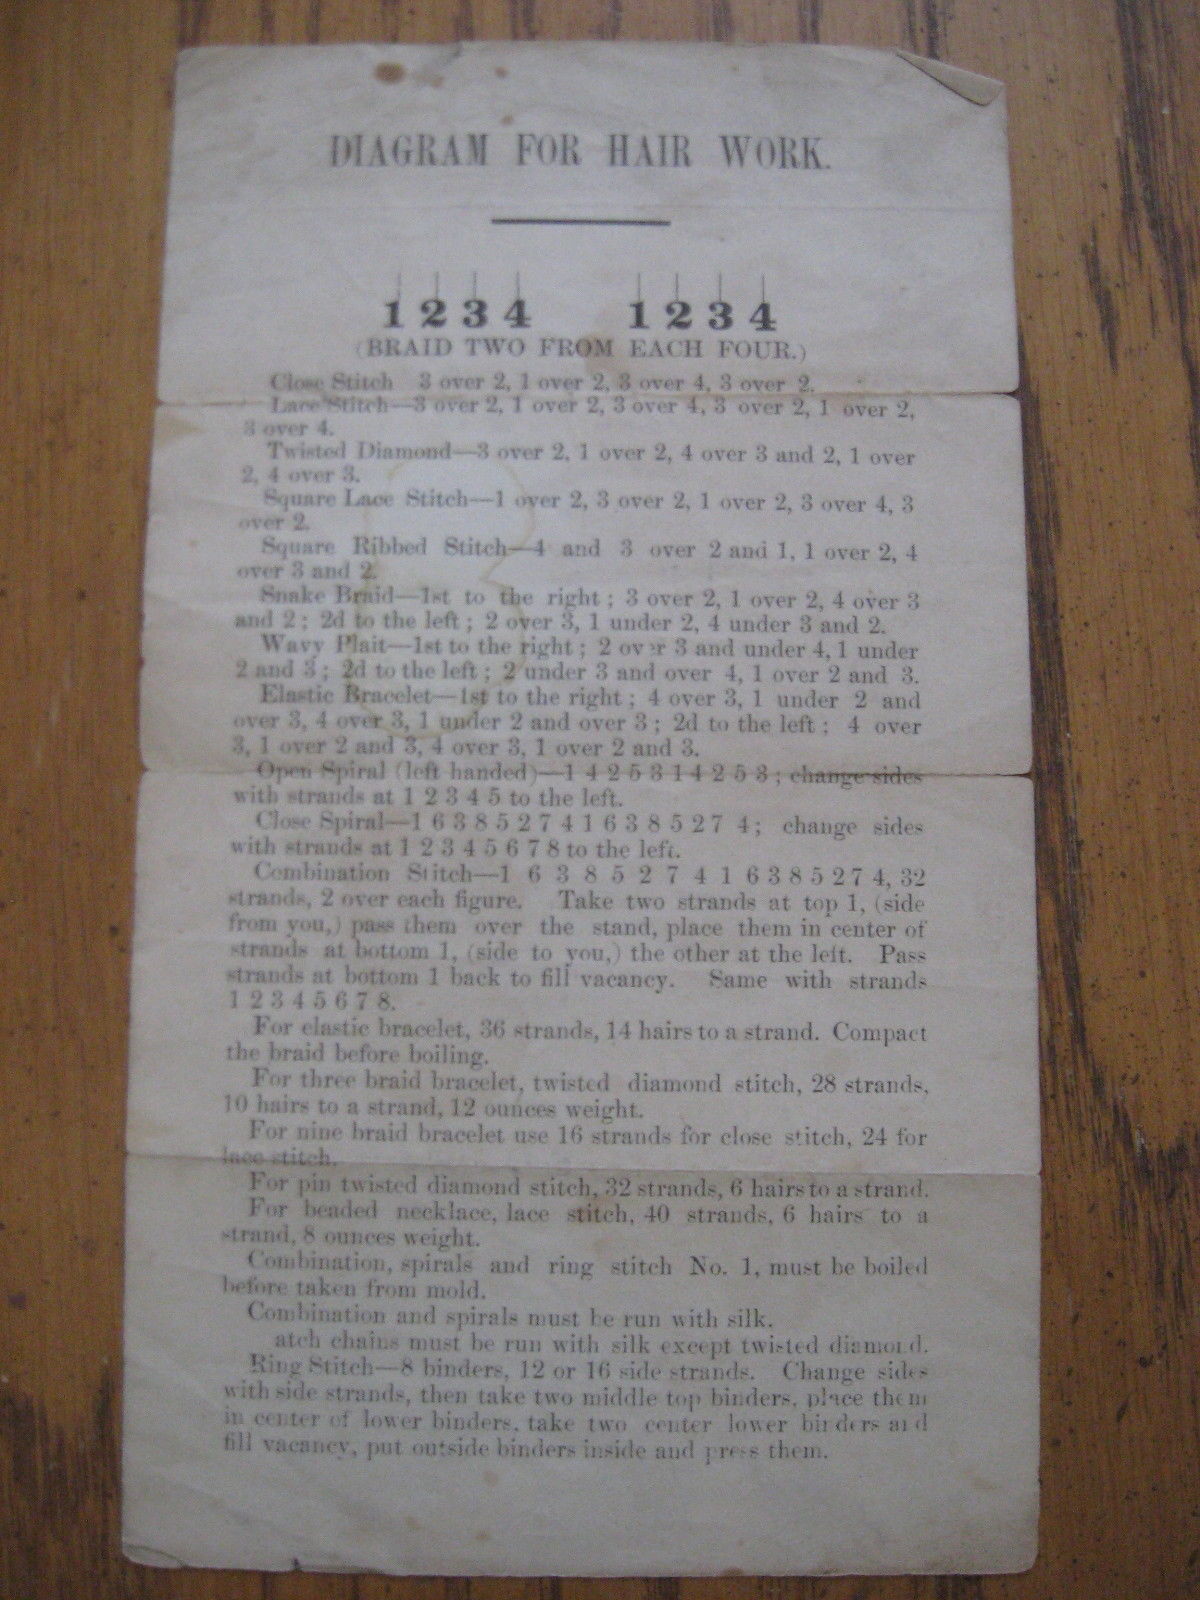 DIAGRAM FOR HAIR WORK.
1 2 3 4 1 2 3 4
(BRAID TWO FROM EACH FOUR.)
Close Stitch 3 over 2, 1 over 2, 3 over 4, 3 over 2.
Lace Stitch—3 over 2, 1 over 2, 3 over 4, 3 over 2, 1 over 2,
3 over 4.
Twisted Diamond—3 over 2, 1 over 2, 4 over 3 and 2, 1 over
2, 4 over 3.
Square Lace Stitch—1 over 2, 3 over 2, 1 over 2, 3 over 4, 3
over 2.
Square Ribbed Stitch—4 and 3 over 2 and 1, 1 over 2, 4
over 3 and 2.
Snake Braid—1st to the right; 3 over 2, 1 over 2, 4 over 3
and 2; 2d to the left; 2 over 3, 1 under 2, 4 under 3 and 2.
Wavy Plait—1st to the right; 2 over 3 and under 4, 1 under
2 and 3; 2d to the left; 2 under 3 and over 4, 1 over 2 and 3.
Elastic Bracelet—1st to the right; 4 over 3, 1 under 2 and
over 3, 4 over 3, 1 under 2 and over 3; 2d to the left; 4 over
3, 1 over 2 and 3, 4 over 3, 1 over 2 and 3.
Open Spiral (left handed)—1 4 2 5 3 1 4 2 5 3; change sides
with strands at 1 2 3 4 5 to the left.
Close Spiral—1 6 3 8 5 2 7 4 1 6 3 8 5 2 7 4; change sides
with strands at 1 2 3 4 5 6 7 8 to the left.
Combination Stitch—1 6 3 8 5 2 7 4 1 6 3 8 5 2 7 4, 32
strands, 2 over each figure. Take two strands at top 1, (side
from you,) pass them over the stand, place them in center of
strands at bottom 1, (side to you,) the other at the left. Pass
strands at bottom 1 back to fill vacancy. Same with strands
1 2 3 4 5 6 7 8.
For elastic bracelet, 36 strands, 14 hairs to a strand. Compact
the braid before boiling.
For three braid bracelet, twisted diamond stitch, 28 strands,
10 hairs to a strand, 12 ounces weight.
For nine braid bracelet use 16 strands for close stitch, 24 for
lace stitch.
For pin twisted diamond stitch, 32 strands, 6 hairs to a strand.
For beaded necklace, lace stitch, 40 strands, 6 hairs to a
strand, 8 ounces weight.
Combination, spirals and ring stitch No. 1, must be boiled
before taken from mold.
Combination and spirals must be run with silk.
atch chains must be run with silk except twisted diamond.
Ring Stitch—8 binders, 12 or 16 side strands. Change sides
with side strands, then take two middle top binders, place them
in center of lower binders, take two center lower binders and
fill vacancy, put outside binders inside and press them.